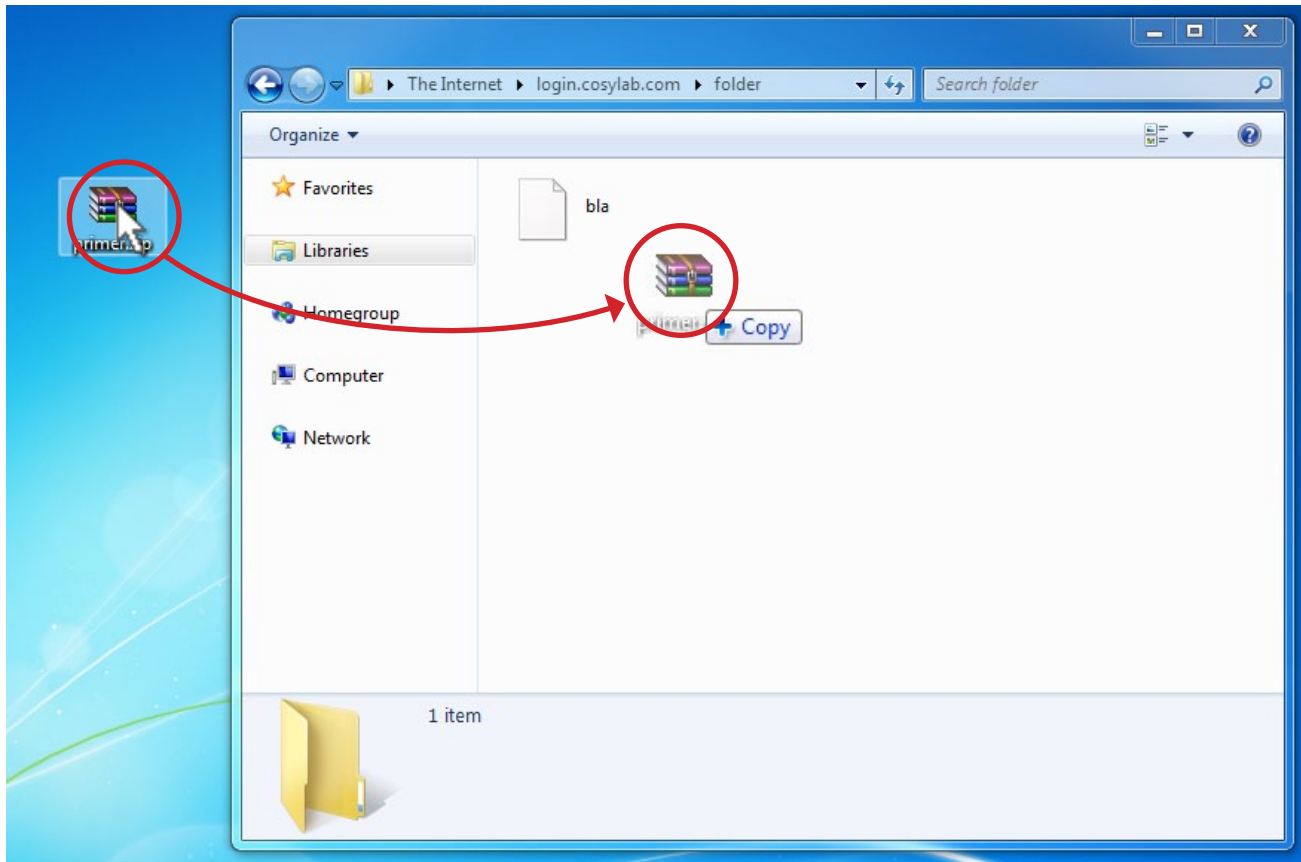 The Internet login.cosylab.com folder
Search folder
Organize
Favorites
bla
Libraries
Homegroup
Copy
Computer
Network
1 item